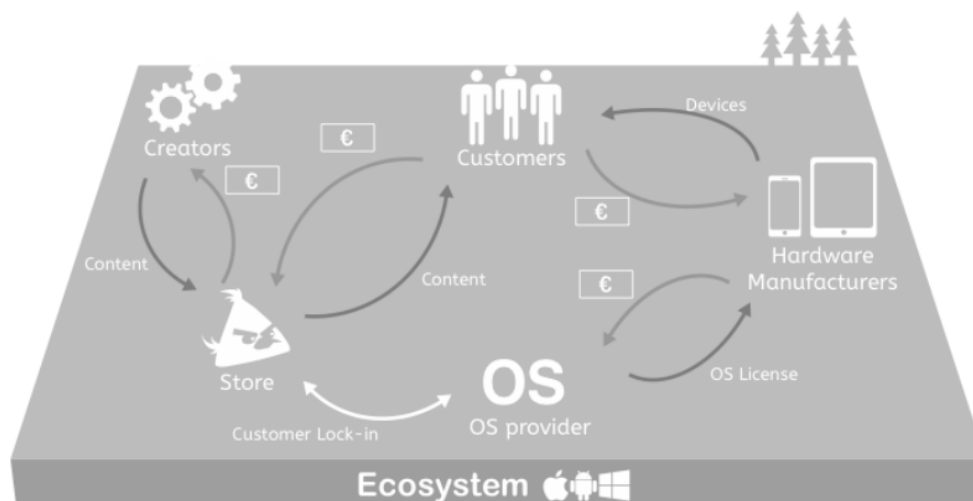 Devices
€
Creators
Customers
€
€
Content
Content
Hardware
Manufacturers
€
Store
OS
OS License
OS provider
Customer Lock-in
Ecosystem